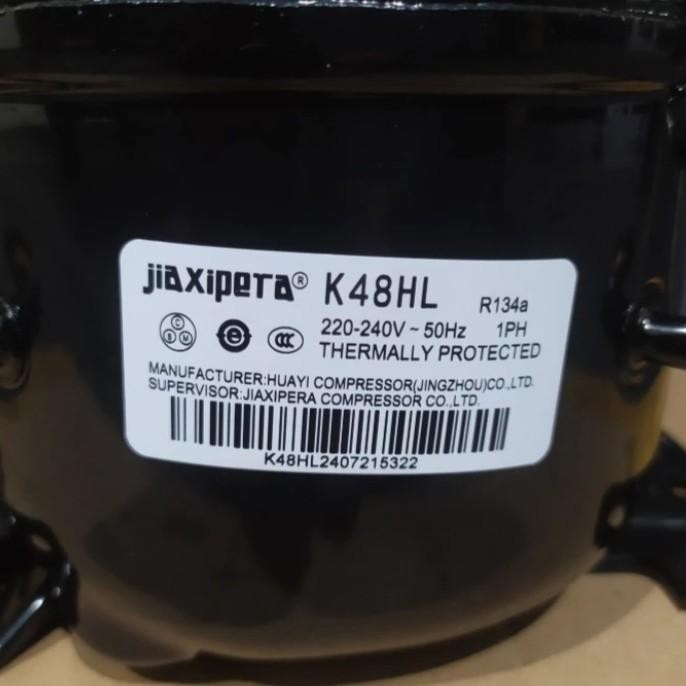 jiaxipera® K48HL R134a
220-240V ~ 50Hz 1PH
THERMALLY PROTECTED
MANUFACTURER:HUAYI COMPRESSOR(JINGZHOU)CO.,LTD.
SUPERVISOR:JIAXIPERA COMPRESSOR CO.,LTD.
K48HL2407215322